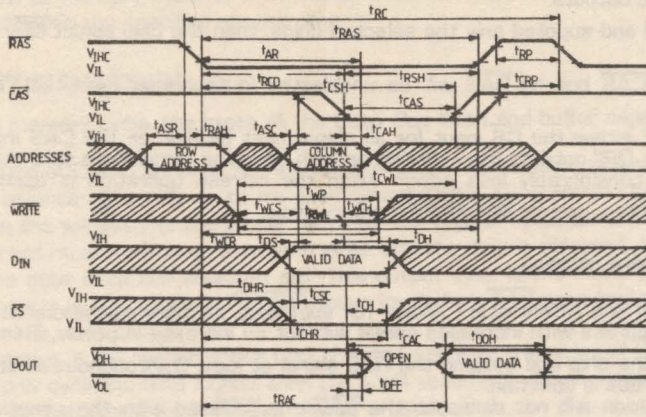 tRC
tRAS
RAS
VIHC
VIL
tAR
tRP
tRCD
tRSH
tCRP
CAS
VIHC
VIL
tCSH
tCAS
ADDRESSES
VIH
VIL
tASR
tRAH
tASC
tCAH
ROW ADDRESS
COLUMN ADDRESS
tCWL
WRITE
tWP
tWCS
tRWL
tWCH
tWCR
tDS
tDH
DIN
VIH
VIL
VALID DATA
tDHR
tCSC
CS
VIH
VIL
tCH
tCHR
tCAC
tDOH
DOUT
VOH
VOL
OPEN
VALID DATA
tOFF
tRAC